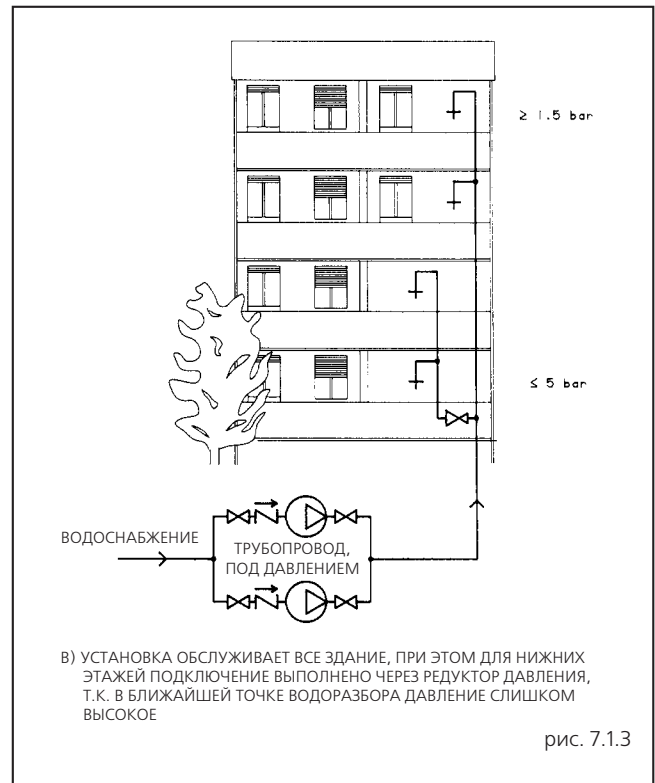 ≥ 1.5 bar
≤ 5 bar
ВОДОСНАБЖЕНИЕ
ТРУБОПРОВОД,
ПОД ДАВЛЕНИЕМ
В) УСТАНОВКА ОБСЛУЖИВАЕТ ВСЕ ЗДАНИЕ, ПРИ ЭТОМ ДЛЯ НИЖНИХ
ЭТАЖЕЙ ПОДКЛЮЧЕНИЕ ВЫПОЛНЕНО ЧЕРЕЗ РЕДУКТОР ДАВЛЕНИЯ,
Т.К. В БЛИЖАЙШЕЙ ТОЧКЕ ВОДОРАЗБОРА ДАВЛЕНИЕ СЛИШКОМ
ВЫСОКОЕ
рис. 7.1.3